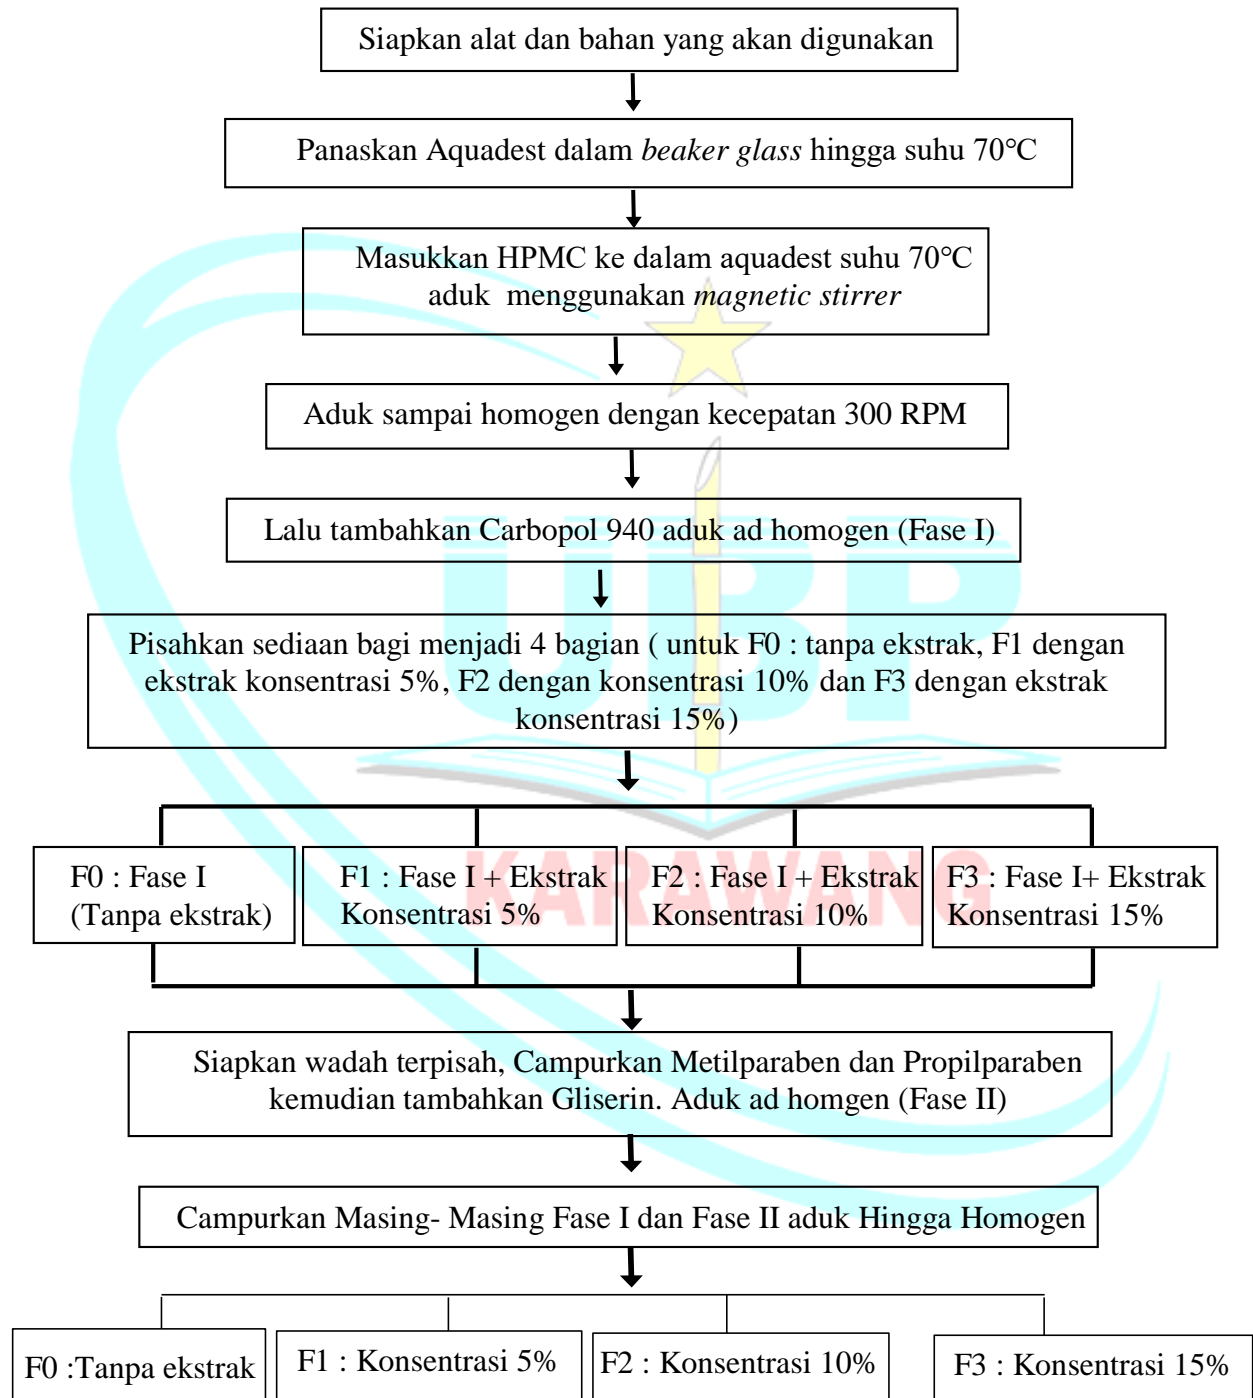 Siapkan alat dan bahan yang akan digunakan
Panaskan Aquadest dalam beaker glass hingga suhu 70°C
Masukkan HPMC ke dalam aquadest suhu 70°C
aduk menggunakan magnetic stirrer
Aduk sampai homogen dengan kecepatan 300 RPM
Lalu tambahkan Carbopol 940 aduk ad homogen (Fase I)
UBP
Pisahkan sediaan bagi menjadi 4 bagian ( untuk F0 : tanpa ekstrak, F1 dengan
ekstrak konsentrasi 5%, F2 dengan konsentrasi 10% dan F3 dengan ekstrak
konsentrasi 15%)
KARAWANG
F0 : Fase I
(Tanpa ekstrak)
F1 : Fase I + Ekstrak
Konsentrasi 5%
F2 : Fase I + Ekstrak
Konsentrasi 10%
F3 : Fase I+ Ekstrak
Konsentrasi 15%
Siapkan wadah terpisah, Campurkan Metilparaben dan Propilparaben
kemudian tambahkan Gliserin. Aduk ad homgen (Fase II)
Campurkan Masing- Masing Fase I dan Fase II aduk Hingga Homogen
F0 :Tanpa ekstrak
F1 : Konsentrasi 5%
F2 : Konsentrasi 10%
F3 : Konsentrasi 15%